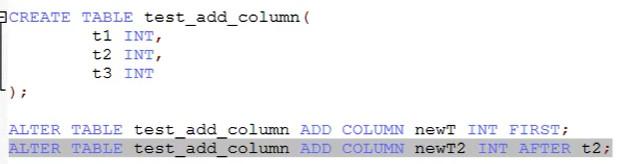 CREATE TABLE test_add_column(
t1 INT,
t2 INT,
t3 INT
);
ALTER TABLE test_add_column ADD COLUMN newT INT FIRST;
ALTER TABLE test_add_column ADD COLUMN newT2 INT AFTER t2;